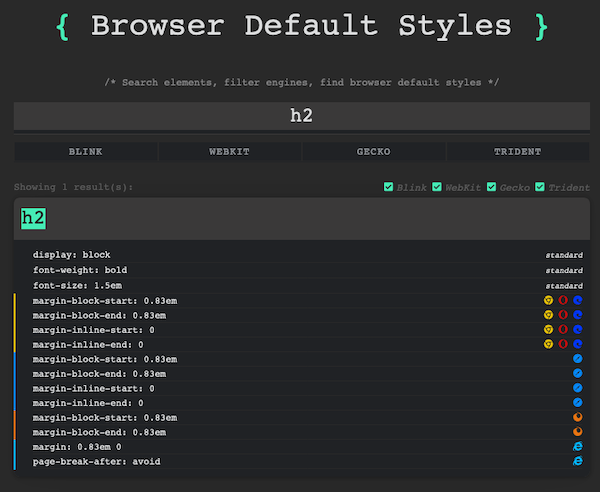 { Browser Default Styles }
/* Search elements, filter engines, find browser default styles */
h2
BLINK WEBKIT GECKO TRIDENT
Showing 1 result(s): Blink WebKit Gecko Trident
h2
display: block standard
font-weight: bold standard
font-size: 1.5em standard
margin-block-start: 0.83em
margin-block-end: 0.83em
margin-inline-start: 0
margin-inline-end: 0
margin-block-start: 0.83em
margin-block-end: 0.83em
margin-inline-start: 0
margin-inline-end: 0
margin-block-start: 0.83em
margin-block-end: 0.83em
margin: 0.83em 0
page-break-after: avoid